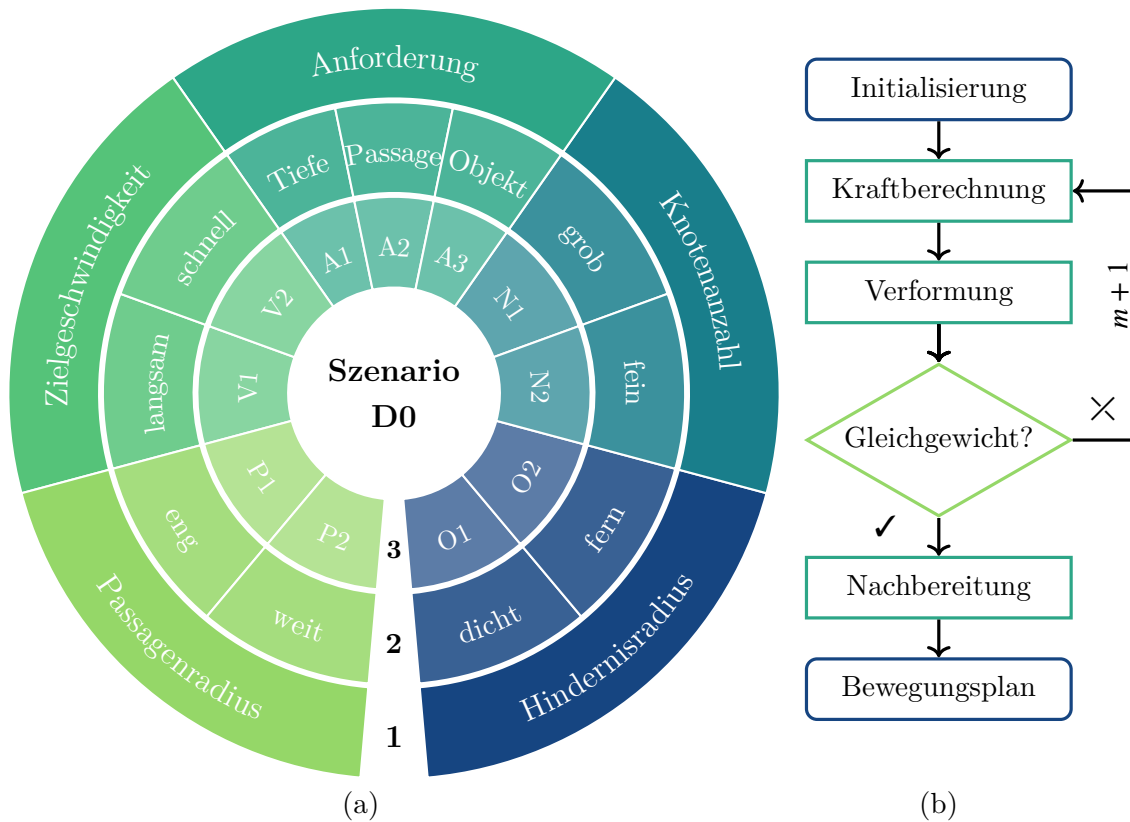 Anforderung
Zielgeschwindigkeit
Knotenanzahl
Passagenradius
Hindernisradius
Tiefe
Passage
Objekt
schnell
langsam
grob
fein
eng
weit
fern
dicht
A1
A2
A3
V2
V1
N1
N2
P1
P2
O2
O1
Szenario
D0
3
2
1
(a)
Initialisierung
Kraftberechnung
Verformung
m + 1
Gleichgewicht?
✕
✓
Nachbereitung
Bewegungsplan
(b)